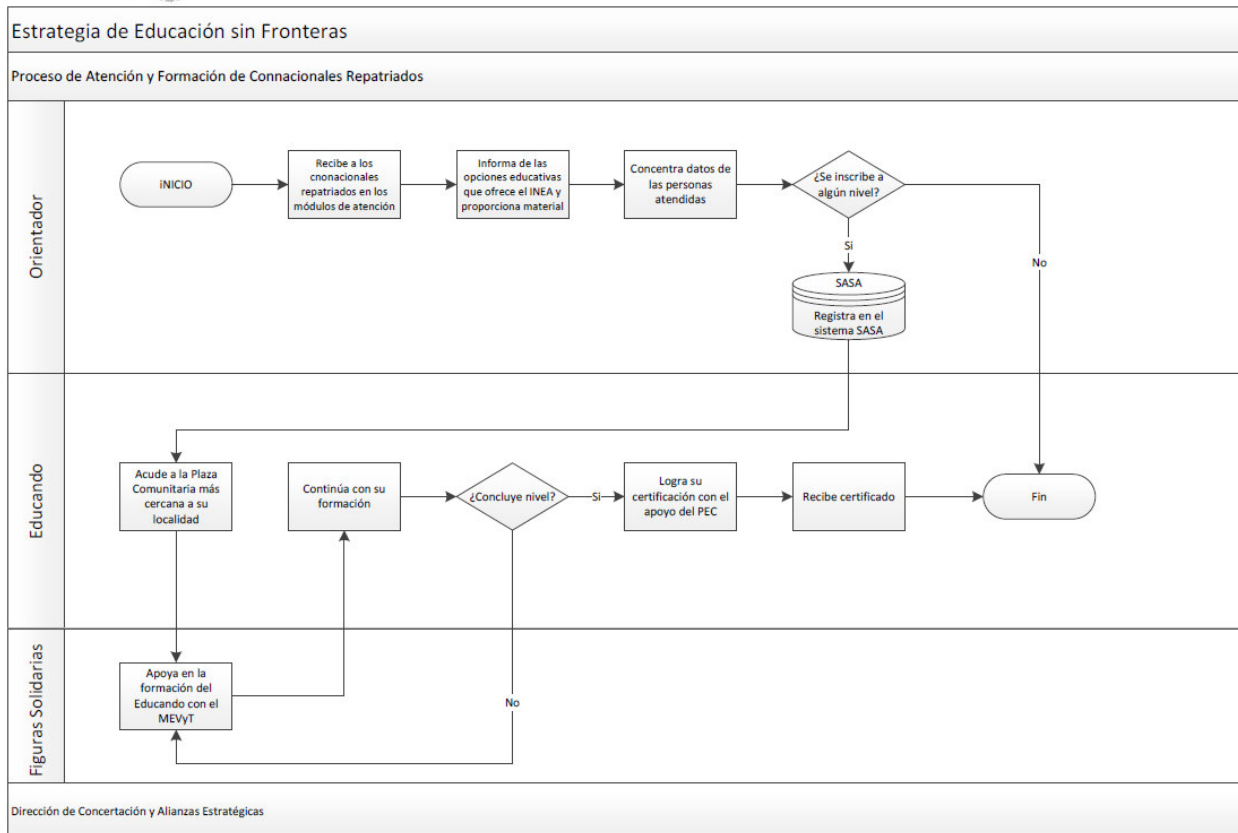 Estrategia de Educación sin Fronteras
Proceso de Atención y Formación de Connacionales Repatriados
Orientador
iNICIO
Recibe a los
cnonacionales
repatriados en los
módulos de atención
Informa de las
opciones educativas
que ofrece el INEA y
proporciona material
Concentra datos de
las personas
atendidas
¿Se inscribe a
algún nivel?
Si
No
SASA
Registra en el
sistema SASA
Educando
Acude a la Plaza
Comunitaria más
cercana a su
localidad
Continúa con su
formación
¿Concluye nivel?
Si
Logra su
certificación con el
apoyo del PEC
Recibe certificado
Fin
Figuras Solidarias
Apoya en la
formación del
Educando con el
MEVyT
No
Dirección de Concertación y Alianzas Estratégicas